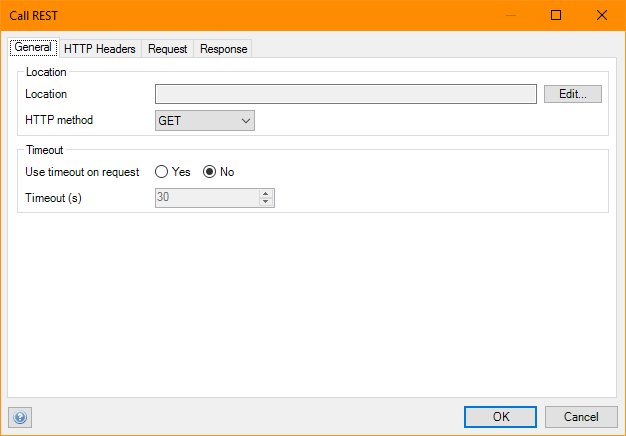 Call REST
General HTTP Headers Request Response
Location
Location Edit...
HTTP method GET
Timeout
Use timeout on request Yes No
Timeout (s) 30
OK Cancel